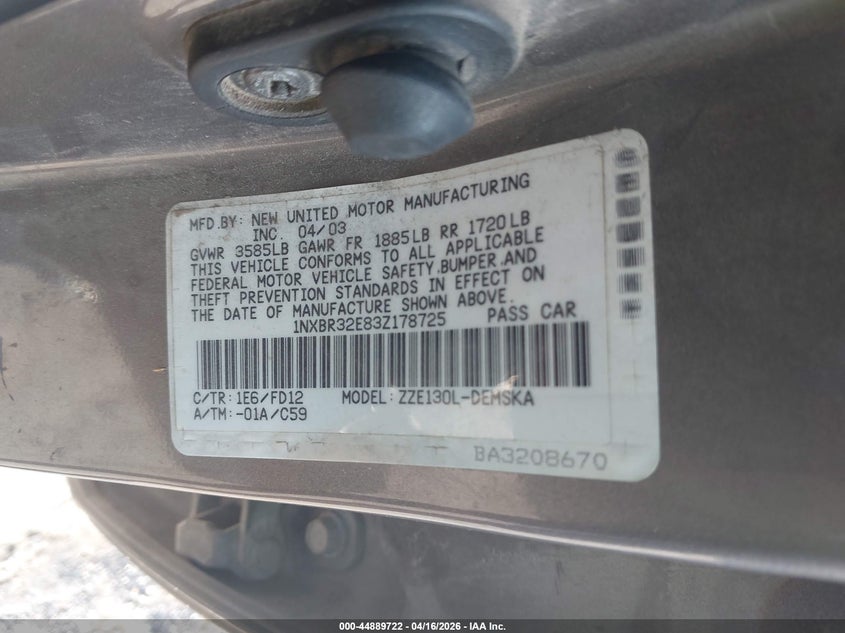 MFD.BY: NEW UNITED MOTOR MANUFACTURING
INC. 04/03
GVWR 3585LB GAWR FR 1885LB RR 1720LB
THIS VEHICLE CONFORMS TO ALL APPLICABLE
FEDERAL MOTOR VEHICLE SAFETY,BUMPER,AND
THEFT PREVENTION STANDARDS IN EFFECT ON
THE DATE OF MANUFACTURE SHOWN ABOVE.
1NXBR32E83Z178725 PASS CAR
C/TR: 1E6/FD12 MODEL: ZZE130L-DEMSKA
A/TM: -01A/C59
BA3208670
000-44889722 - 04/16/2026 - IAA Inc.